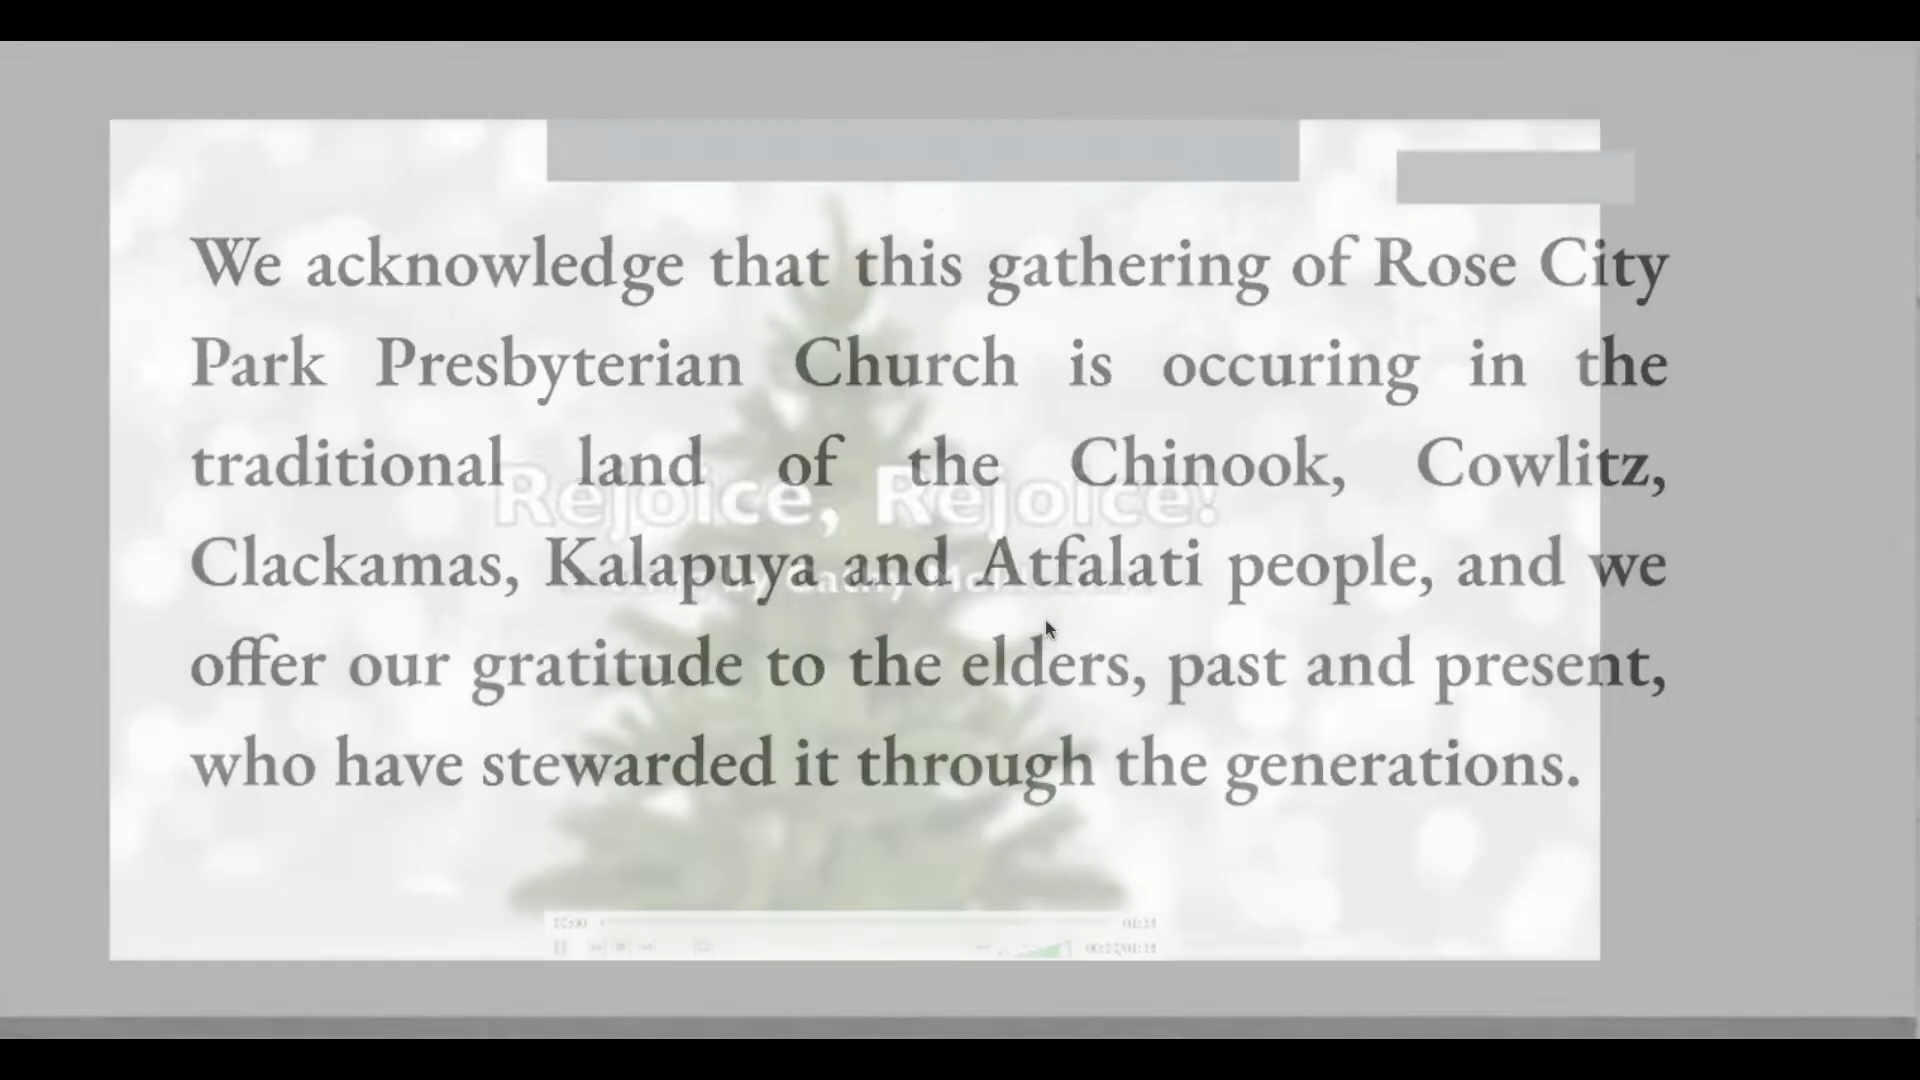 We acknowledge that this gathering of Rose City
Park Presbyterian Church is occuring in the
traditional land of the Chinook, Cowlitz,
Rejoice, Rejoice!
Clackamas, Kalapuya and Atfalati people, and we
by Cathy
offer our gratitude to the elders, past and present,
who have stewarded it through the generations.